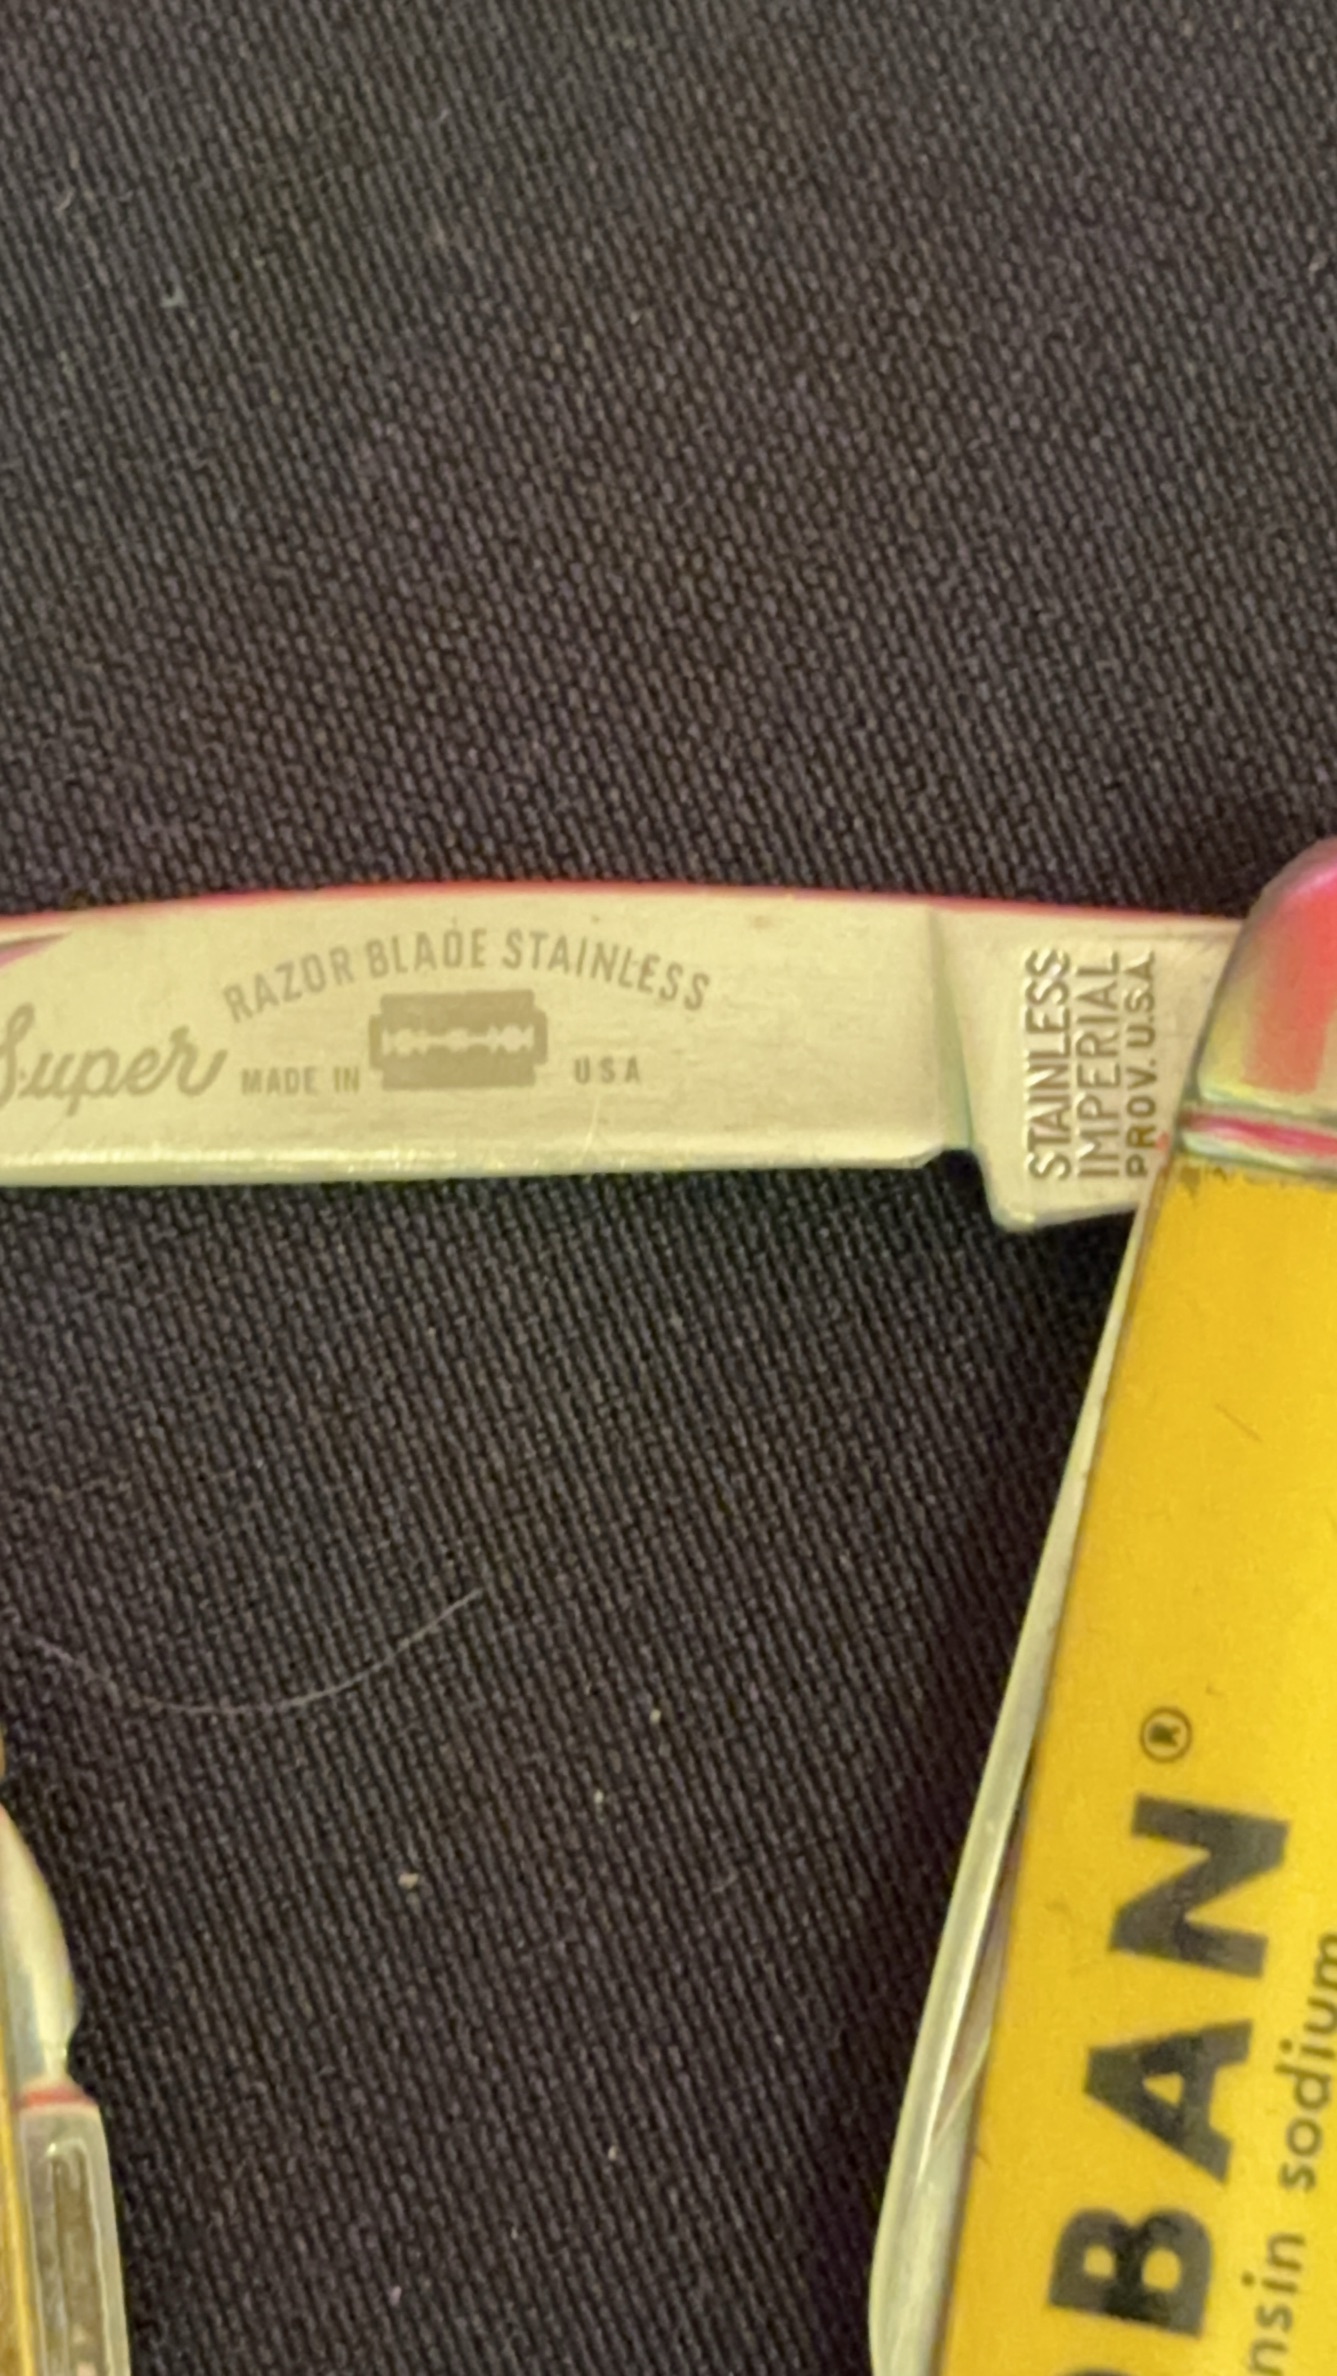 RAZOR BLADE STAINLESS
Super
MADE IN
USA
STAINLESS
IMPERIAL
PROV. U.S.A
BAN®
nsin sodium